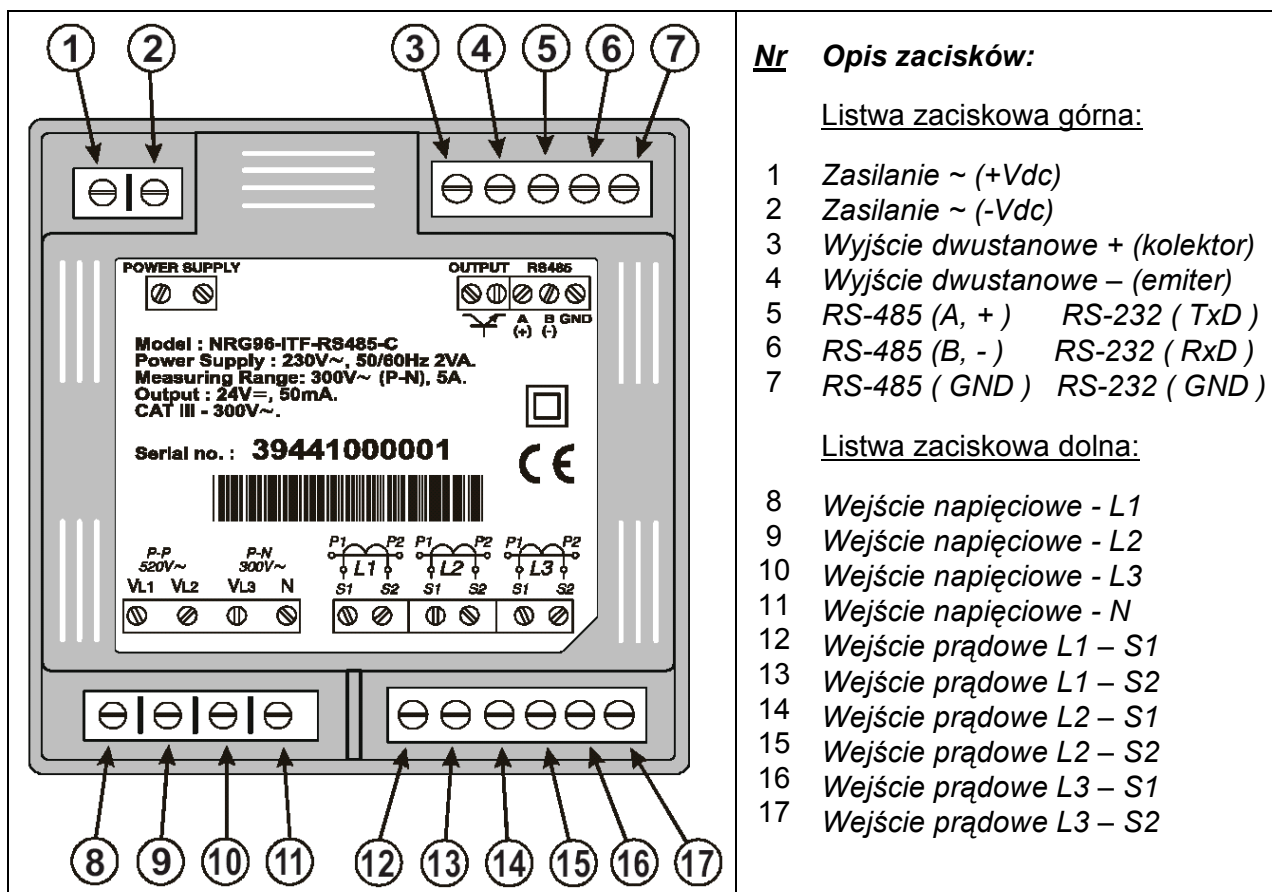 1 2 3 4 5 6 7
POWER SUPPLY
OUTPUT RS485
A B GND
(+) (-)
Model : NRG96-ITF-RS485-C
Power Supply : 230V~, 50/60Hz 2VA.
Measuring Range: 300V~ (P-N), 5A.
Output : 24V=, 50mA.
CAT III - 300V~.
Serial no. : 39441000001
CE
P-P
520V~
P-N
300V~
P1 P2 P1 P2 P1 P2
L1 L2 L3
VL1 VL2 VL3 N
S1 S2 S1 S2 S1 S2
8 9 10 11 12 13 14 15 16 17
Nr Opis zacisków:
Listwa zaciskowa górna:
1 Zasilanie ~ (+Vdc)
2 Zasilanie ~ (-Vdc)
3 Wyjście dwustanowe + (kolektor)
4 Wyjście dwustanowe – (emiter)
5 RS-485 (A, + ) RS-232 ( TxD )
6 RS-485 (B, - ) RS-232 ( RxD )
7 RS-485 ( GND ) RS-232 ( GND )
Listwa zaciskowa dolna:
8 Wejście napięciowe - L1
9 Wejście napięciowe - L2
10 Wejście napięciowe - L3
11 Wejście napięciowe - N
12 Wejście prądowe L1 – S1
13 Wejście prądowe L1 – S2
14 Wejście prądowe L2 – S1
15 Wejście prądowe L2 – S2
16 Wejście prądowe L3 – S1
17 Wejście prądowe L3 – S2